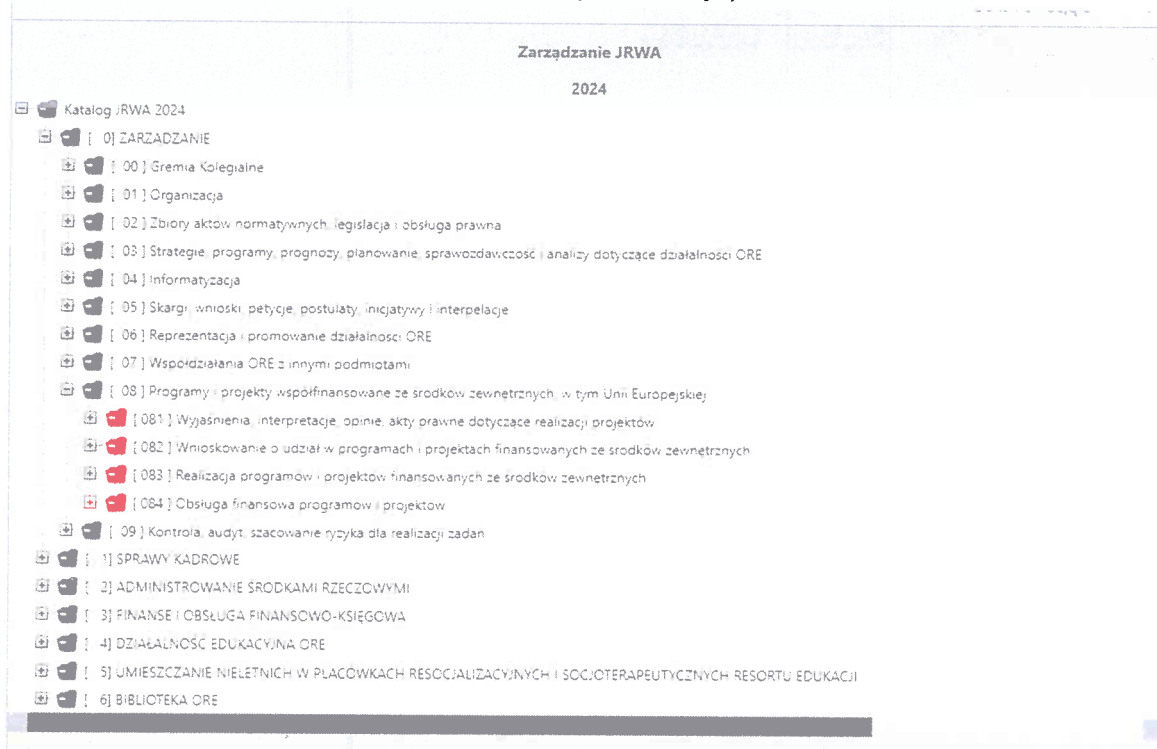 Zarządzanie JRWA
2024
Katalog JRWA 2024
[ 0] ZARZĄDZANIE
[ 00 ] Gremia Kolegialne
[ 01 ] Organizacja
[ 02 ] Zbiory aktów normatywnych, legislacja i obsługa prawna
[ 03 ] Strategie, programy, prognozy, planowanie, sprawozdawczość i analizy dotyczące działalności ORE
[ 04 ] Informatyzacja
[ 05 ] Skargi, wnioski, petycje, postulaty, inicjatywy i interpelacje
[ 06 ] Reprezentacja i promowanie działalności ORE
[ 07 ] Współdziałania ORE z innymi podmiotami
[ 08 ] Programy i projekty współfinansowane ze środków zewnętrznych, w tym Unii Europejskiej
[ 081 ] Wyjaśnienia, interpretacje, opinie, akty prawne dotyczące realizacji projektów
[ 082 ] Wnioskowanie o udział w programach i projektach finansowanych ze środków zewnętrznych
[ 083 ] Realizacja programów i projektów finansowanych ze środków zewnętrznych
[ 084 ] Obsługa finansowa programów i projektów
[ 09 ] Kontrola, audyt, szacowanie ryzyka dla realizacji zadań
[ 1] SPRAWY KADROWE
[ 2] ADMINISTROWANIE ŚRODKAMI RZECZOWYMI
[ 3] FINANSE I OBSŁUGA FINANSOWO-KSIĘGOWA
[ 4] DZIAŁALNOŚĆ EDUKACYJNA ORE
[ 5] UMIESZCZANIE NIELETNICH W PLACÓWKACH RESOCJALIZACYJNYCH I SOCJOTERAPEUTYCZNYCH RESORTU EDUKACJI
[ 6] BIBLIOTEKA ORE